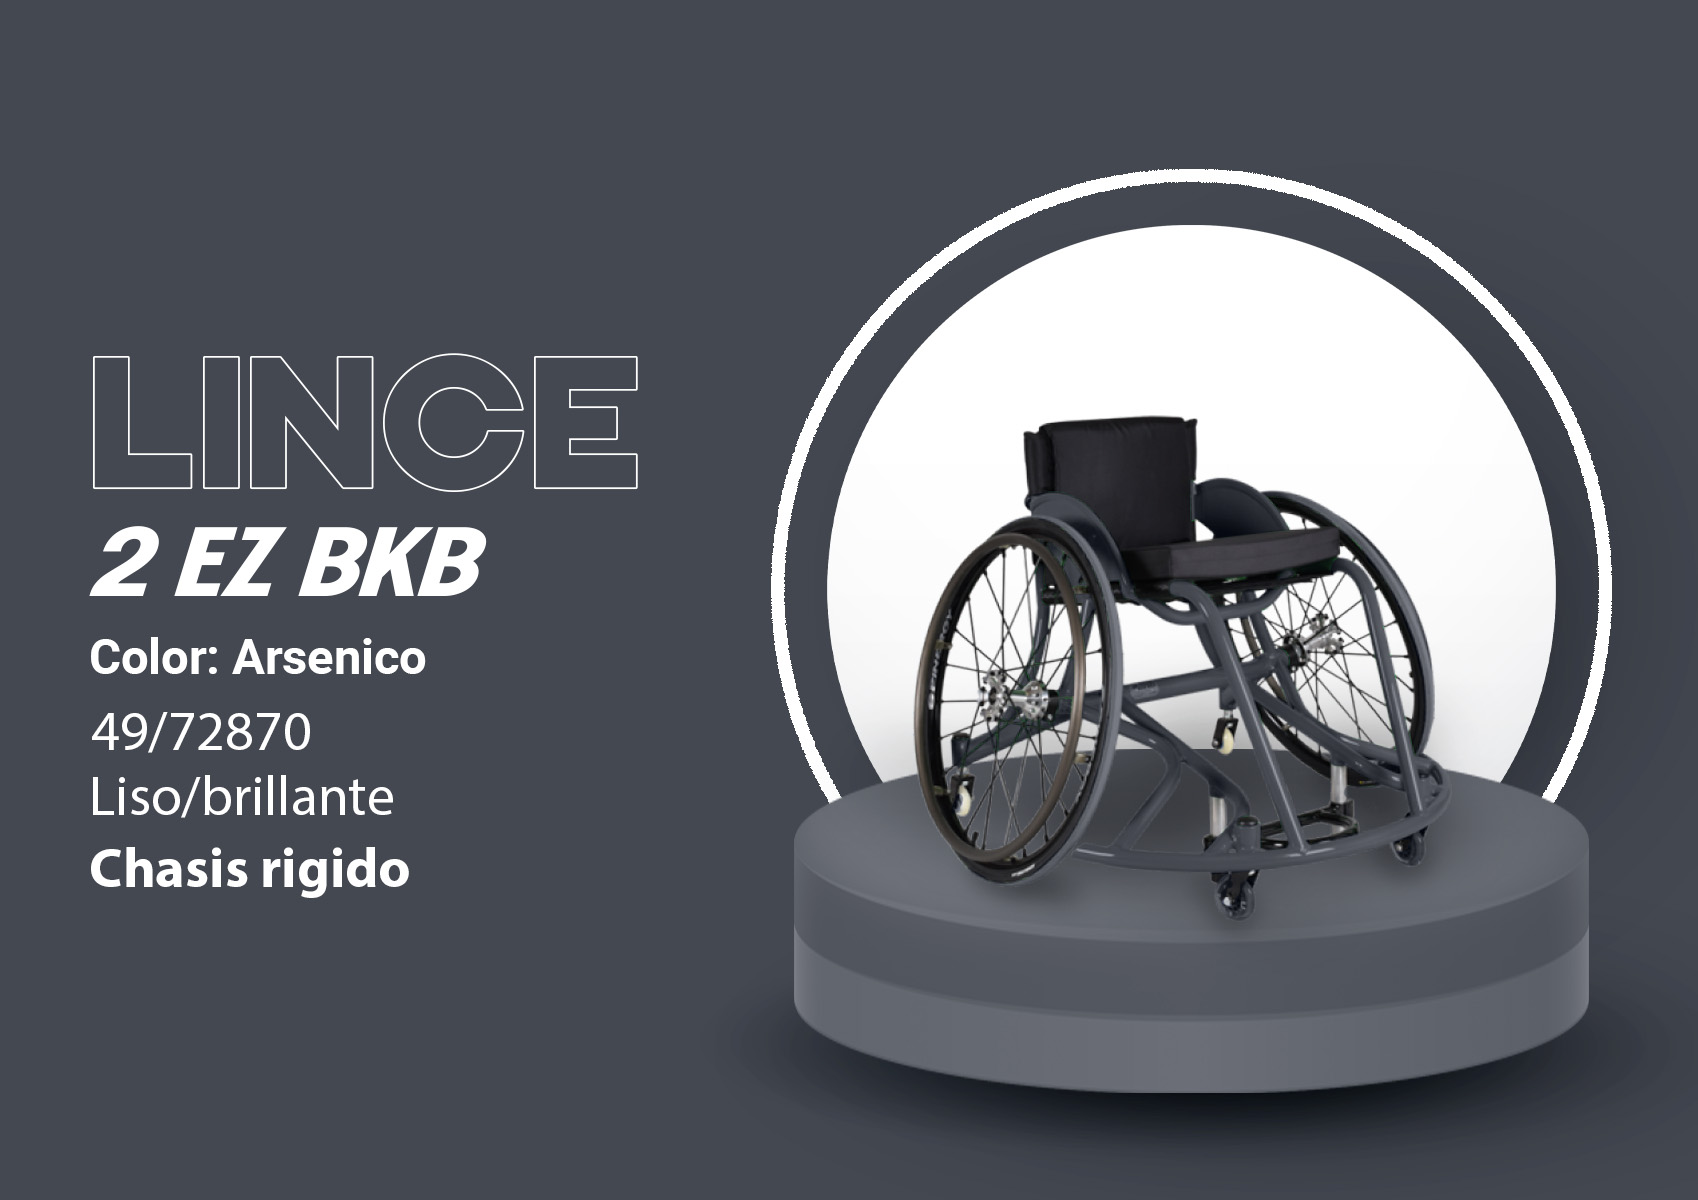 LINCE
2 EZ BKB
Color: Arsenico
49/72870
Liso/brillante
Chasis rigido